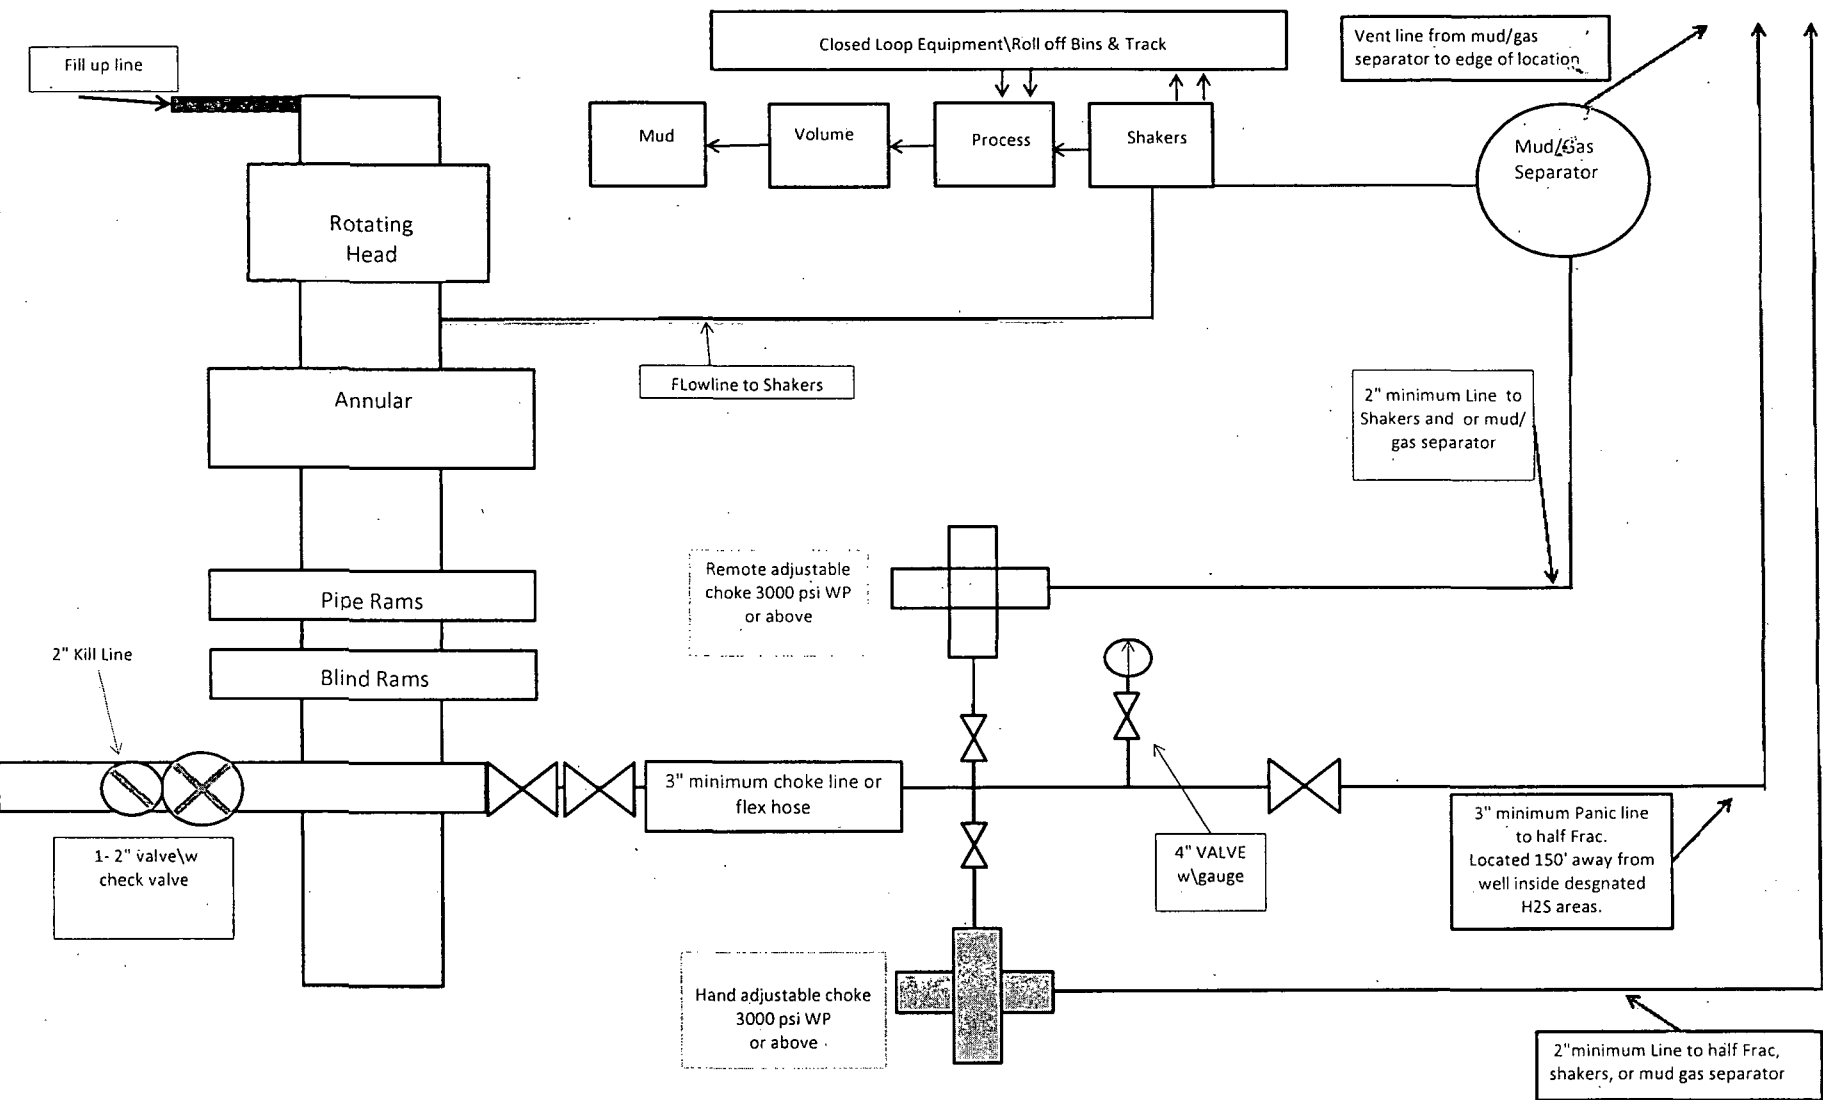 Closed Loop Equipment\Roll off Bins & Track
Vent line from mud/gas
separator to edge of location
Fill up line
Mud
Volume
Process
Shakers
Mud/Gas
Separator
Rotating
Head
FLowline to Shakers
Annular
2" minimum Line to
Shakers and or mud/
gas separator
Remote adjustable
choke 3000 psi WP
or above
Pipe Rams
2" Kill Line
Blind Rams
3" minimum choke line or
flex hose
1- 2" valve\w
check valve
4" VALVE
w\gauge
3" minimum Panic line
to half Frac.
Located 150' away from
well inside desgnated
H2S areas.
Hand adjustable choke
3000 psi WP
or above
2"minimum Line to half Frac,
shakers, or mud gas separator